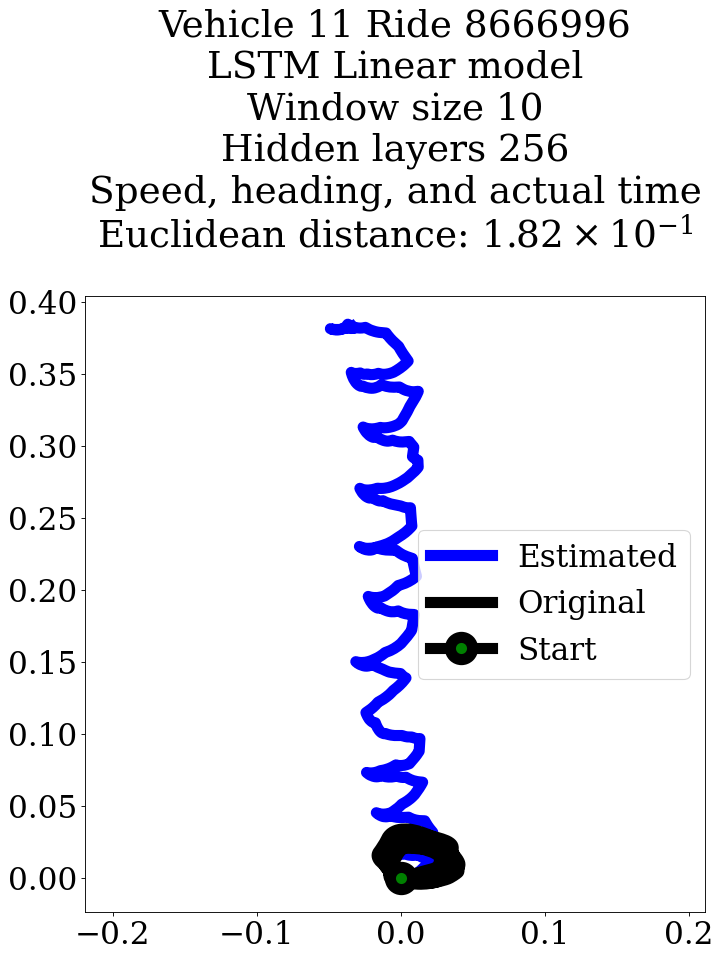 Vehicle 11 Ride 8666996
LSTM Linear model
Window size 10
Hidden layers 256
Speed, heading, and actual time
Euclidean distance: 1.82 × 10⁻¹
0.40
0.35
0.30
0.25
0.20
0.15
0.10
0.05
0.00
Estimated
Original
Start
−0.2
−0.1
0.0
0.1
0.2